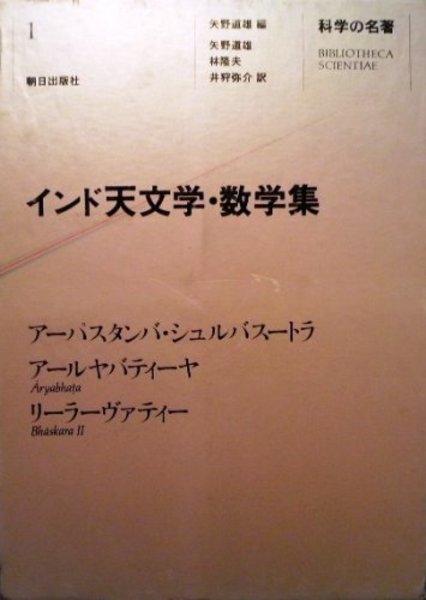 1
朝日出版社
矢野道雄 編
矢野道雄
林隆夫
井狩弥介 訳
科学の名著
BIBLIOTHECA
SCIENTIAE
インド天文学・数学集
アーパスタンバ・シュルバスートラ
アールヤバティーヤ
Āryabhaṭa
リーラーヴァティー
Bhāskara II